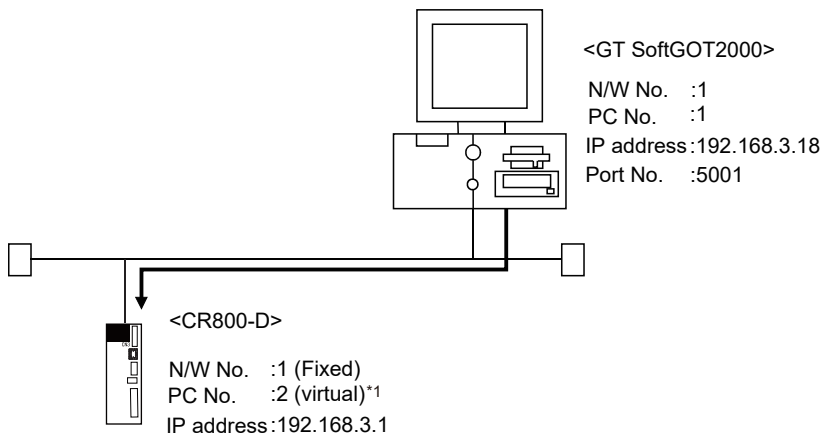 <GT SoftGOT2000>
N/W No. :1
PC No. :1
IP address:192.168.3.18
Port No. :5001
<CR800-D>
N/W No. :1 (Fixed)
PC No. :2 (virtual)*1
IP address:192.168.3.1